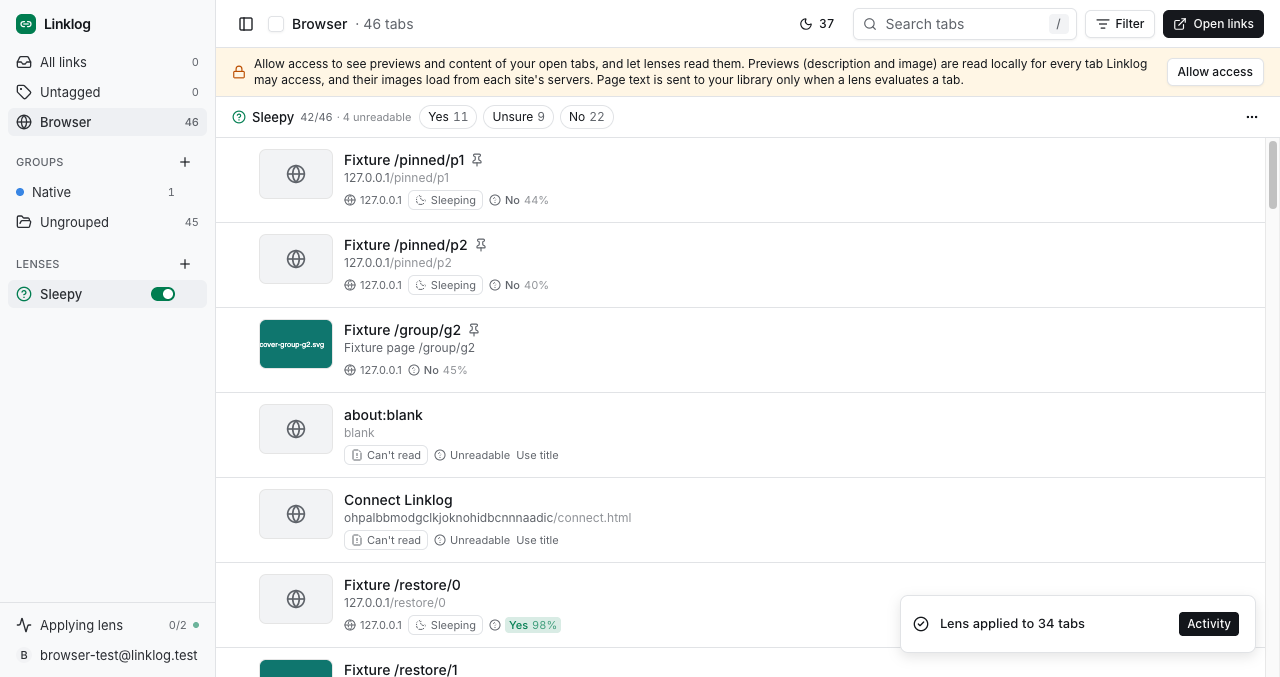 Linklog
All links 0
Untagged 0
Browser 46
GROUPS
Native 1
Ungrouped 45
LENSES
Sleepy
Applying lens 0/2
B browser-test@linklog.test
Browser · 46 tabs
37
Search tabs /
Filter
Open links
Allow access to see previews and content of your open tabs, and let lenses read them. Previews (description and image) are read locally for every tab Linklog
may access, and their images load from each site's servers. Page text is sent to your library only when a lens evaluates a tab.
Allow access
Sleepy 42/46 · 4 unreadable Yes 11 Unsure 9 No 22
Fixture /pinned/p1
127.0.0.1/pinned/p1
127.0.0.1 Sleeping No 44%
Fixture /pinned/p2
127.0.0.1/pinned/p2
127.0.0.1 Sleeping No 40%
cover-group-g2.svg
Fixture /group/g2
Fixture page /group/g2
127.0.0.1 No 45%
about:blank
blank
Can't read Unreadable Use title
Connect Linklog
ohpalbbmodgclkjoknohidbcnnnaadic/connect.html
Can't read Unreadable Use title
Fixture /restore/0
127.0.0.1/restore/0
127.0.0.1 Sleeping Yes 98%
Fixture /restore/1
Lens applied to 34 tabs
Activity